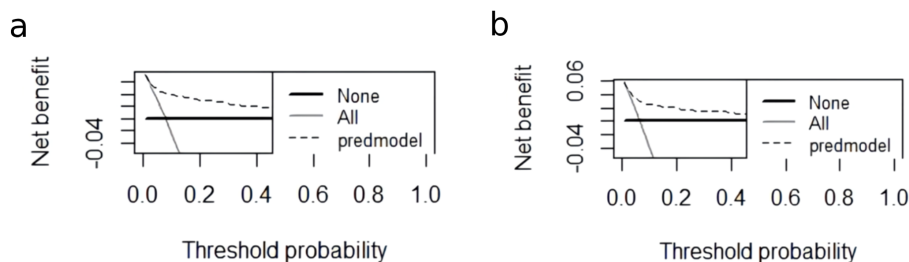 a
Net benefit
-0.04
None
All
predmodel
0.0 0.2 0.4 0.6 0.8 1.0
Threshold probability
b
Net benefit
-0.04 0.06
None
All
predmodel
0.0 0.2 0.4 0.6 0.8 1.0
Threshold probability